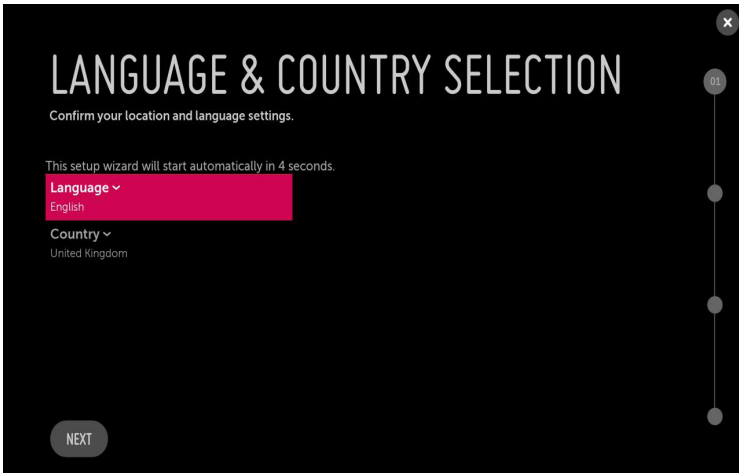 LANGUAGE & COUNTRY SELECTION
01
Confirm your location and language settings.
This setup wizard will start automatically in 4 seconds.
Language
English
Country
United Kingdom
NEXT